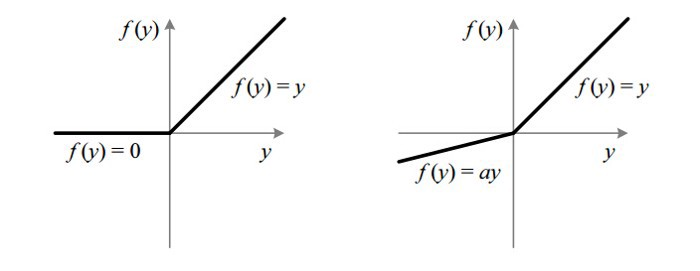 f(y)
f(y) = y
f(y) = 0
y
f(y)
f(y) = y
f(y) = ay
y